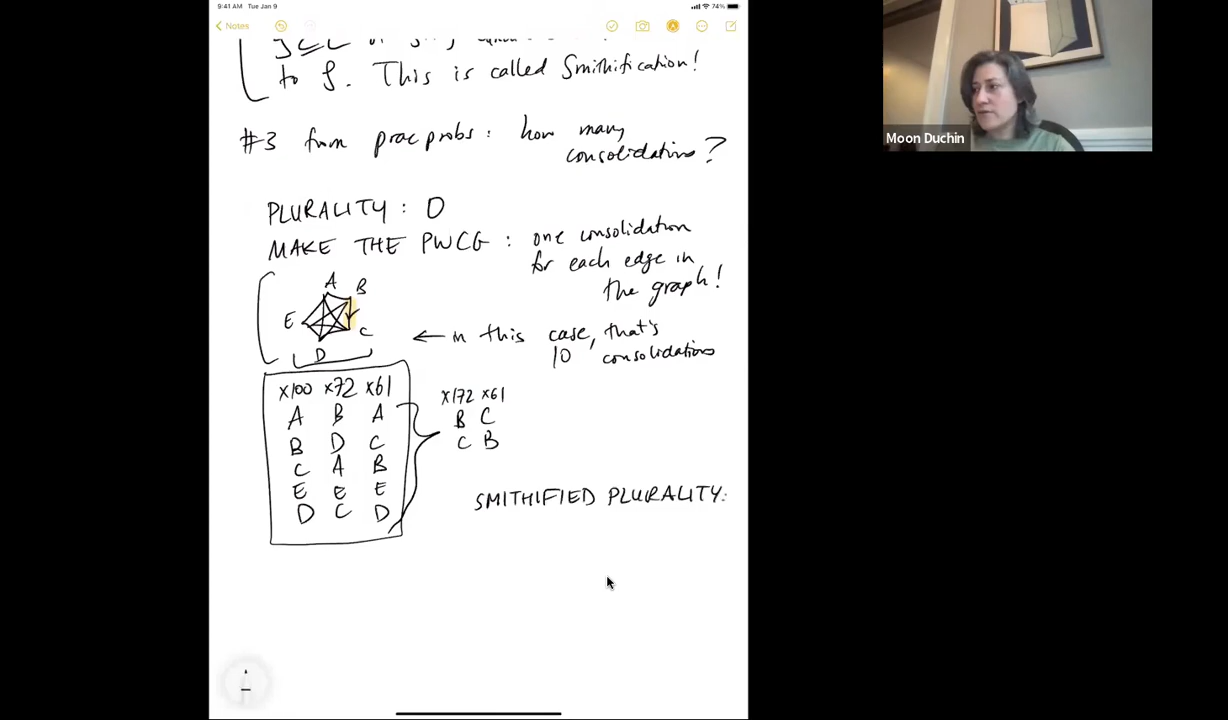 9:41 AM Tue Jan 9
74%
Notes
to S. This is called Smithification!
#3 from prac probs: how many
consolidations?
PLURALITY: D
MAKE THE PWCG: one consolidation
for each edge in
the graph!
A
B
E
C
D
← in this case, that's
10 consolidations
x100 x72 x61
A B A
B D C
C A B
E E E
D C D
x172 x61
B C
C B
SMITHIFIED PLURALITY:
Moon Duchin